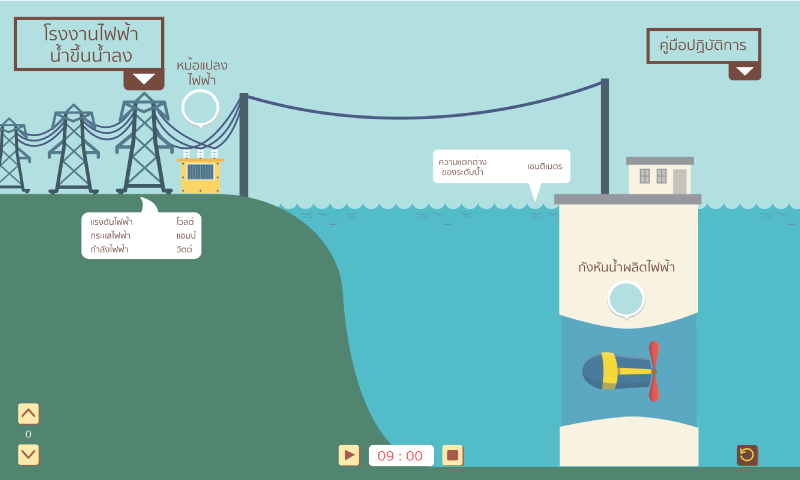 โรงงานไฟฟ้า
น้ำขึ้นน้ำลง
คู่มือปฏิบัติการ
หม้อแปลง
ไฟฟ้า
ความแตกต่าง
ของระดับน้ำ
เซนติเมตร
แรงดันไฟฟ้า โวลต์
กระแสไฟฟ้า แอมป์
กำลังไฟฟ้า วัตต์
กังหันน้ำผลิตไฟฟ้า
0
09 : 00